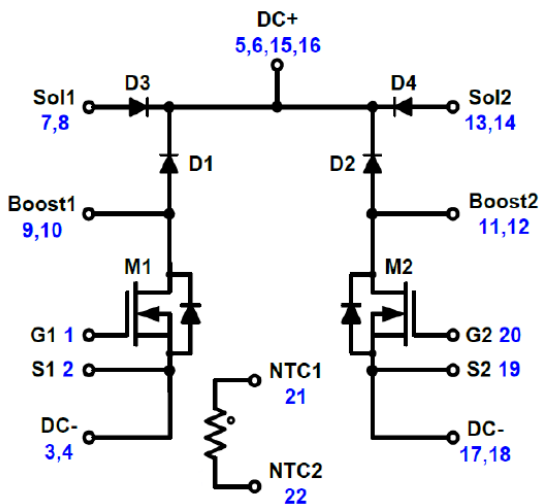 DC+
5,6,15,16
D3
D4
Sol1
Sol2
7,8
13,14
D1
D2
Boost1
Boost2
9,10
11,12
M1
M2
G1 1
G2 20
S1 2
S2 19
NTC1
21
DC-
DC-
3,4
17,18
NTC2
22